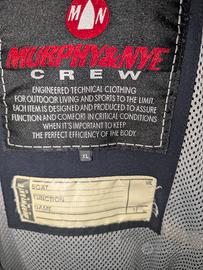 M N
MURPHY&NYE
CREW
ENGINEERED TECHNICAL CLOTHING
FOR OUTDOOR LIVING AND SPORTS TO THE LIMIT.
EACH ITEM IS DESIGNED AND PRODUCED TO ASSURE
FUNCTION AND COMFORT IN CRITICAL CONDITIONS
WHEN IT'S IMPORTANT TO KEEP
THE PERFECT EFFICIENCY OF THE BODY.
XL
BOAT
FUNCTION
NAME